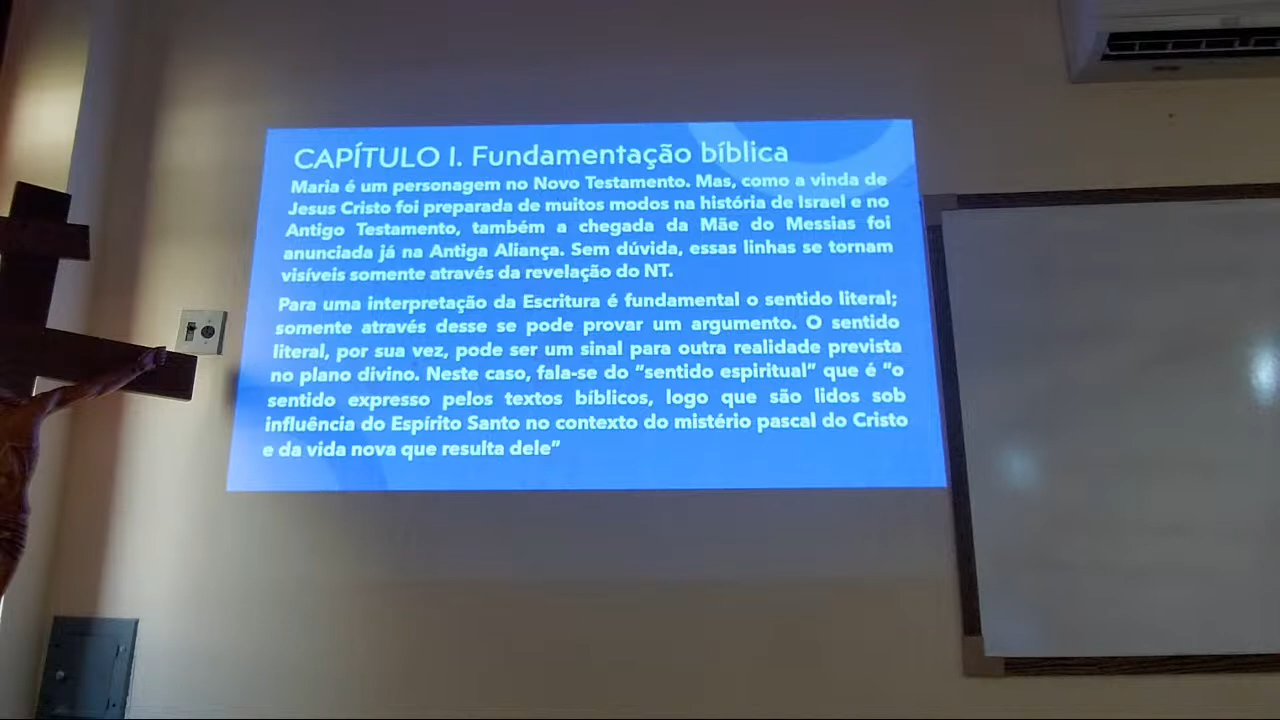 CAPÍTULO I. Fundamentação bíblica
Maria é um personagem no Novo Testamento. Mas, como a vinda de
Jesus Cristo foi preparada de muitos modos na história de Israel e no
Antigo Testamento, também a chegada da Mãe do Messias foi
anunciada já na Antiga Aliança. Sem dúvida, essas linhas se tornam
visíveis somente através da revelação do NT.
Para uma interpretação da Escritura é fundamental o sentido literal;
somente através desse se pode provar um argumento. O sentido
literal, por sua vez, pode ser um sinal para outra realidade prevista
no plano divino. Neste caso, fala-se do "sentido espiritual" que é "o
sentido expresso pelos textos bíblicos, logo que são lidos sob
influência do Espírito Santo no contexto do mistério pascal do Cristo
e da vida nova que resulta dele"